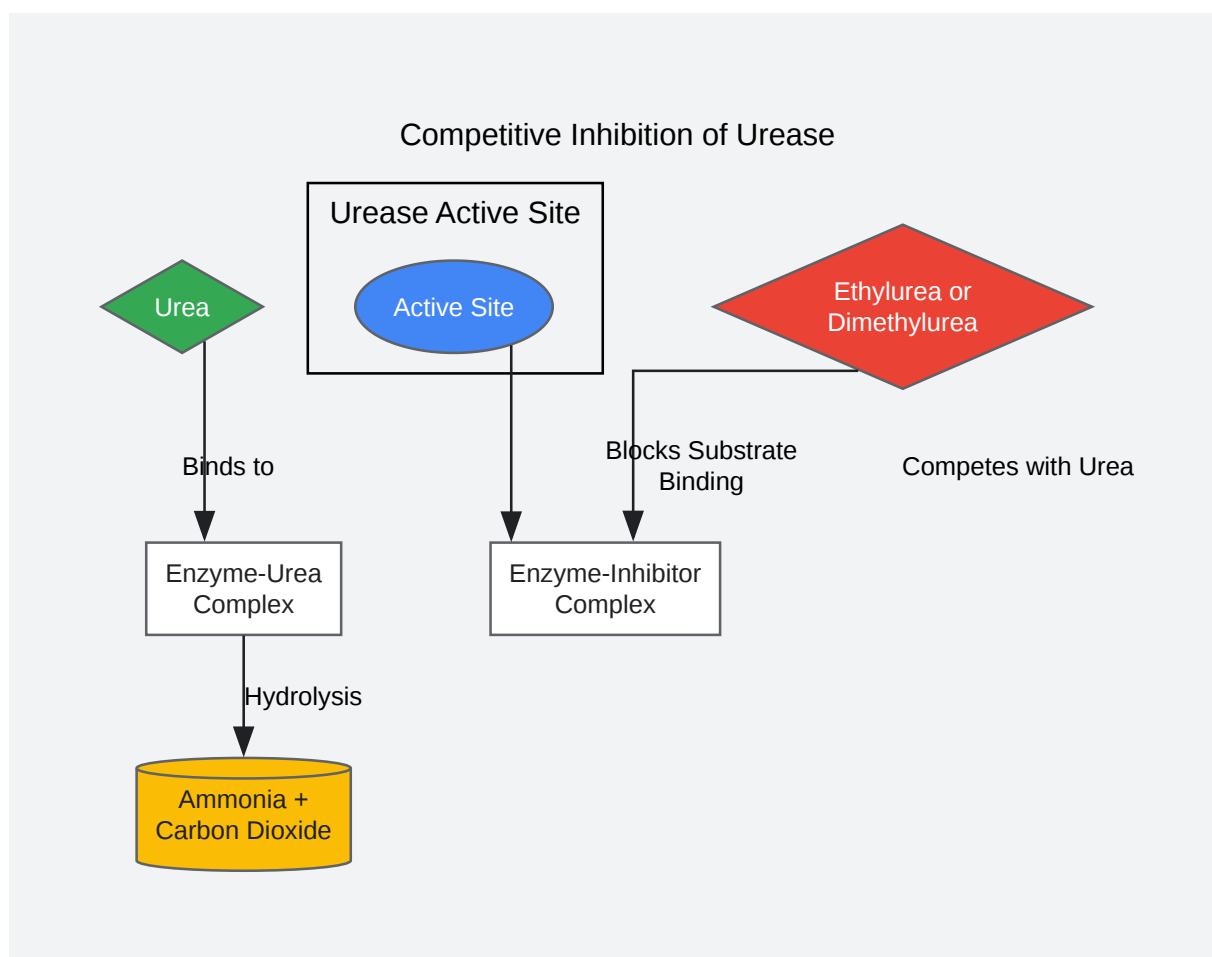 Competitive Inhibition of Urease
Urease Active Site
Urea
Active Site
Ethylurea or
Dimethylurea
Binds to
Blocks Substrate
Binding
Competes with Urea
Enzyme-Urea
Complex
Enzyme-Inhibitor
Complex
Hydrolysis
Ammonia +
Carbon Dioxide